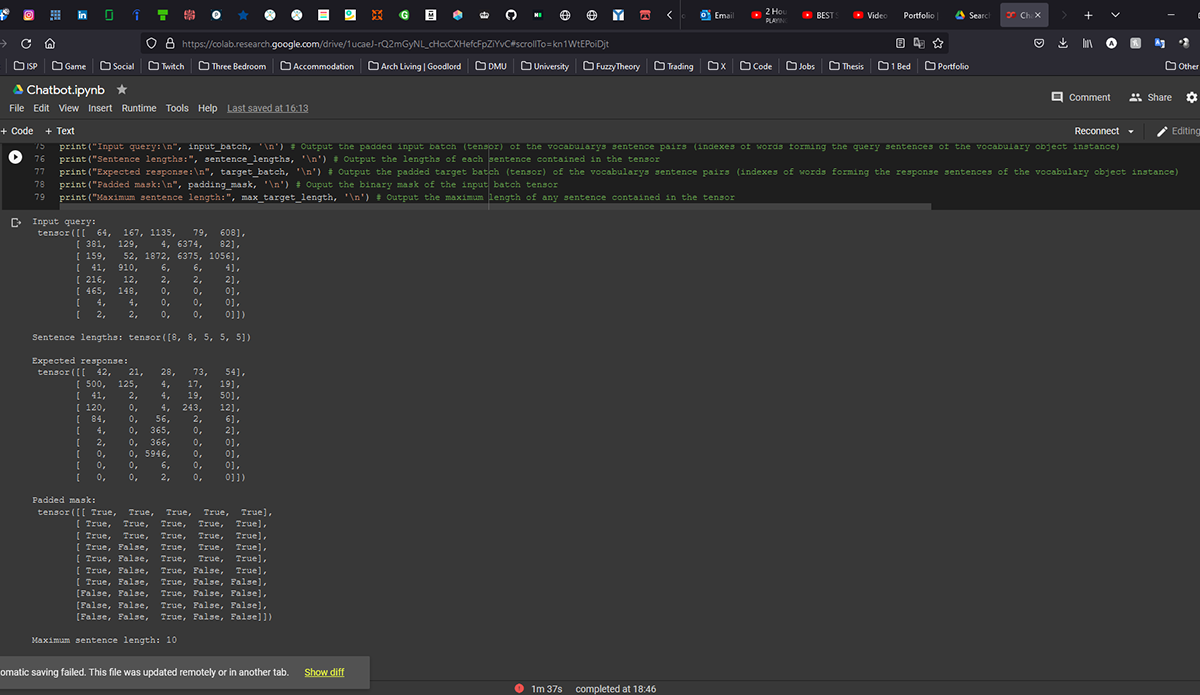 Email
2 Hou
PLAYIN
BEST S
Video
Portfolio
Searc
Cha
https://colab.research.google.com/drive/1ucaeJ-rQ2mGyNL_cHcxCXHefcFpZiYvC#scrollTo=kn1WtEPoiDjt
ISP Game Social Twitch Three Bedroom Accommodation Arch Living | Goodlord DMU University FuzzyTheory Trading X Code Jobs Thesis 1 Bed Portfolio Other
Chatbot.ipynb
Comment Share
File Edit View Insert Runtime Tools Help Last saved at 16:13
+ Code + Text Reconnect Editing
75 print("Input query:\n", input_batch, '\n') # Output the padded input batch (tensor) of the vocabularys sentence pairs (indexes of words forming the query sentences of the vocabulary object instance)
76 print("Sentence lengths:", sentence_lengths, '\n') # Output the lengths of each sentence contained in the tensor
77 print("Expected response:\n", target_batch, '\n') # Output the padded target batch (tensor) of the vocabularys sentence pairs (indexes of words forming the response sentences of the vocabulary object instance)
78 print("Padded mask:\n", padding_mask, '\n') # Ouput the binary mask of the input batch tensor
79 print("Maximum sentence length:", max_target_length, '\n') # Output the maximum length of any sentence contained in the tensor
Input query:
tensor([[ 64, 167, 1135, 79, 608],
[ 381, 129, 4, 6374, 82],
[ 159, 52, 1872, 6375, 1056],
[ 41, 910, 6, 6, 4],
[ 216, 12, 2, 2, 2],
[ 465, 148, 0, 0, 0],
[ 4, 4, 0, 0, 0],
[ 2, 2, 0, 0, 0]])
Sentence lengths: tensor([8, 8, 5, 5, 5])
Expected response:
tensor([[ 42, 21, 28, 73, 54],
[ 500, 125, 4, 17, 19],
[ 41, 2, 4, 19, 50],
[ 120, 0, 4, 243, 12],
[ 84, 0, 56, 2, 6],
[ 4, 0, 365, 0, 2],
[ 2, 0, 366, 0, 0],
[ 0, 0, 5946, 0, 0],
[ 0, 0, 6, 0, 0],
[ 0, 0, 2, 0, 0]])
Padded mask:
tensor([[ True, True, True, True, True],
[ True, True, True, True, True],
[ True, True, True, True, True],
[ True, False, True, True, True],
[ True, False, True, True, True],
[ True, False, True, False, True],
[ True, False, True, False, False],
[False, False, True, False, False],
[False, False, True, False, False],
[False, False, True, False, False]])
Maximum sentence length: 10
omatic saving failed. This file was updated remotely or in another tab. Show diff
1m 37s completed at 18:46